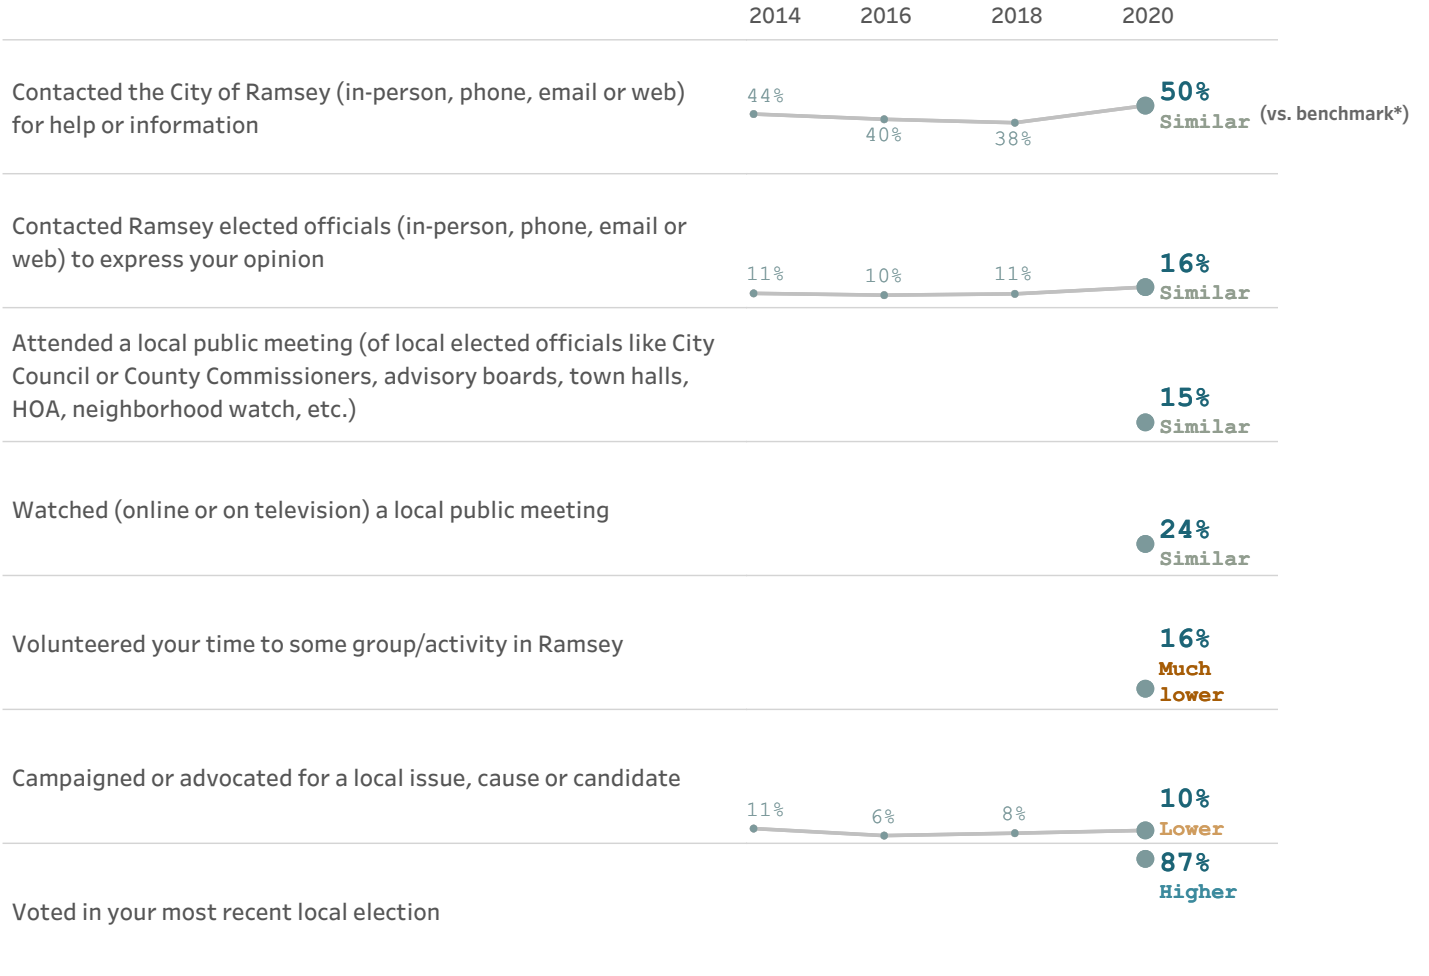 2014 2016 2018 2020
Contacted the City of Ramsey (in-person, phone, email or web)
for help or information
44%
40%
38%
50%
Similar (vs. benchmark*)
Contacted Ramsey elected officials (in-person, phone, email or
web) to express your opinion
11% 10% 11%
16%
Similar
Attended a local public meeting (of local elected officials like City
Council or County Commissioners, advisory boards, town halls,
HOA, neighborhood watch, etc.)
15%
Similar
Watched (online or on television) a local public meeting
24%
Similar
Volunteered your time to some group/activity in Ramsey
16%
Much
lower
Campaigned or advocated for a local issue, cause or candidate
11% 6% 8%
10%
Lower
87%
Higher
Voted in your most recent local election